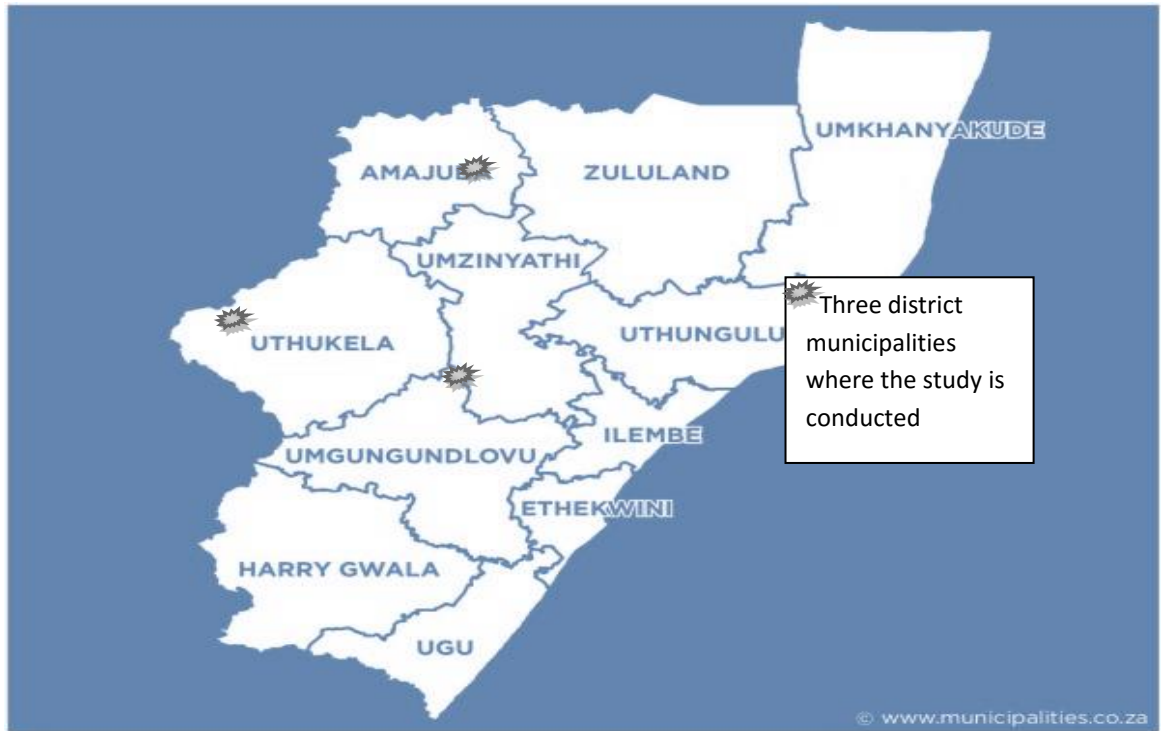 UMKHANYAKUDE
AMAJUBA
ZULULAND
UMZINYATHI
UTHUKELA
UTHUNGULU
Three district
municipalities
where the study is
conducted
ILEMBE
UMGUNGUNDLOVU
ETHEKWINI
HARRY GWALA
UGU
© www.municipalities.co.za